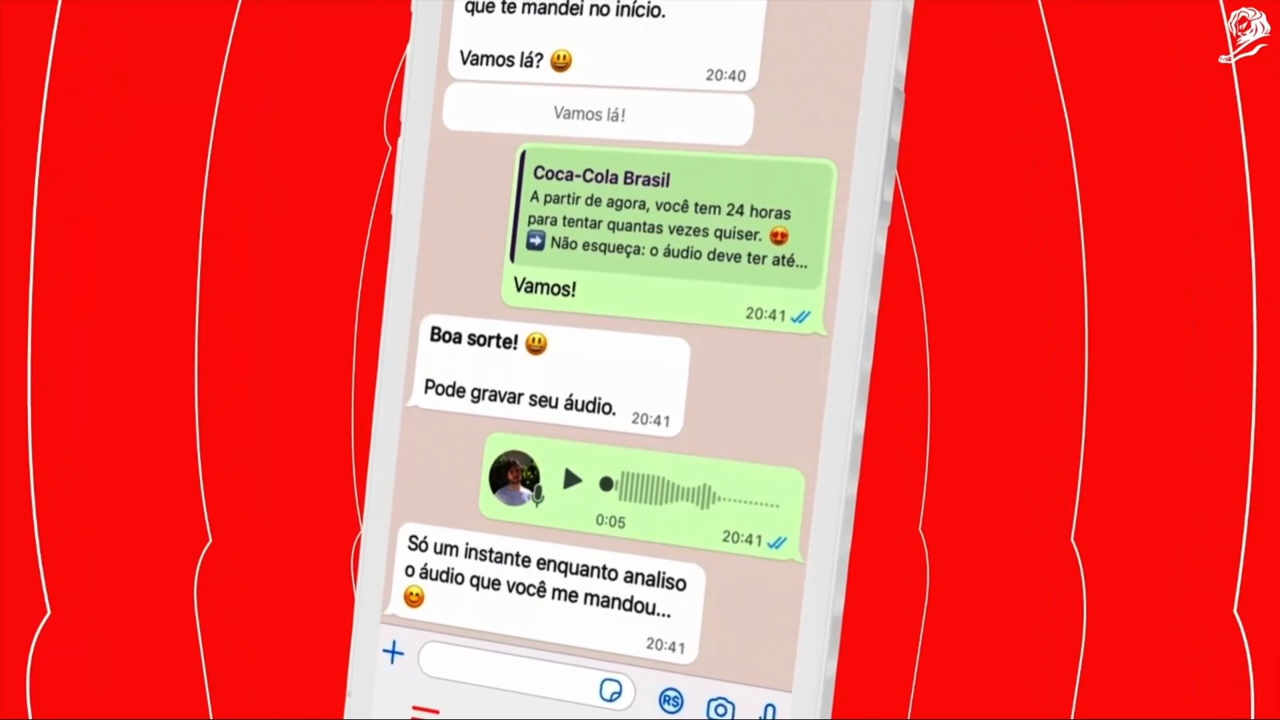 que te mandei no início.
Vamos lá? 😃
20:40
Vamos lá!
Coca-Cola Brasil
A partir de agora, você tem 24 horas
para tentar quantas vezes quiser. 😍
➡️ Não esqueça: o áudio deve ter até...
Vamos!
20:41
Boa sorte! 😃
Pode gravar seu áudio.
20:41
0:05
20:41
Só um instante enquanto analiso
o áudio que você me mandou...
😊
20:41
R$